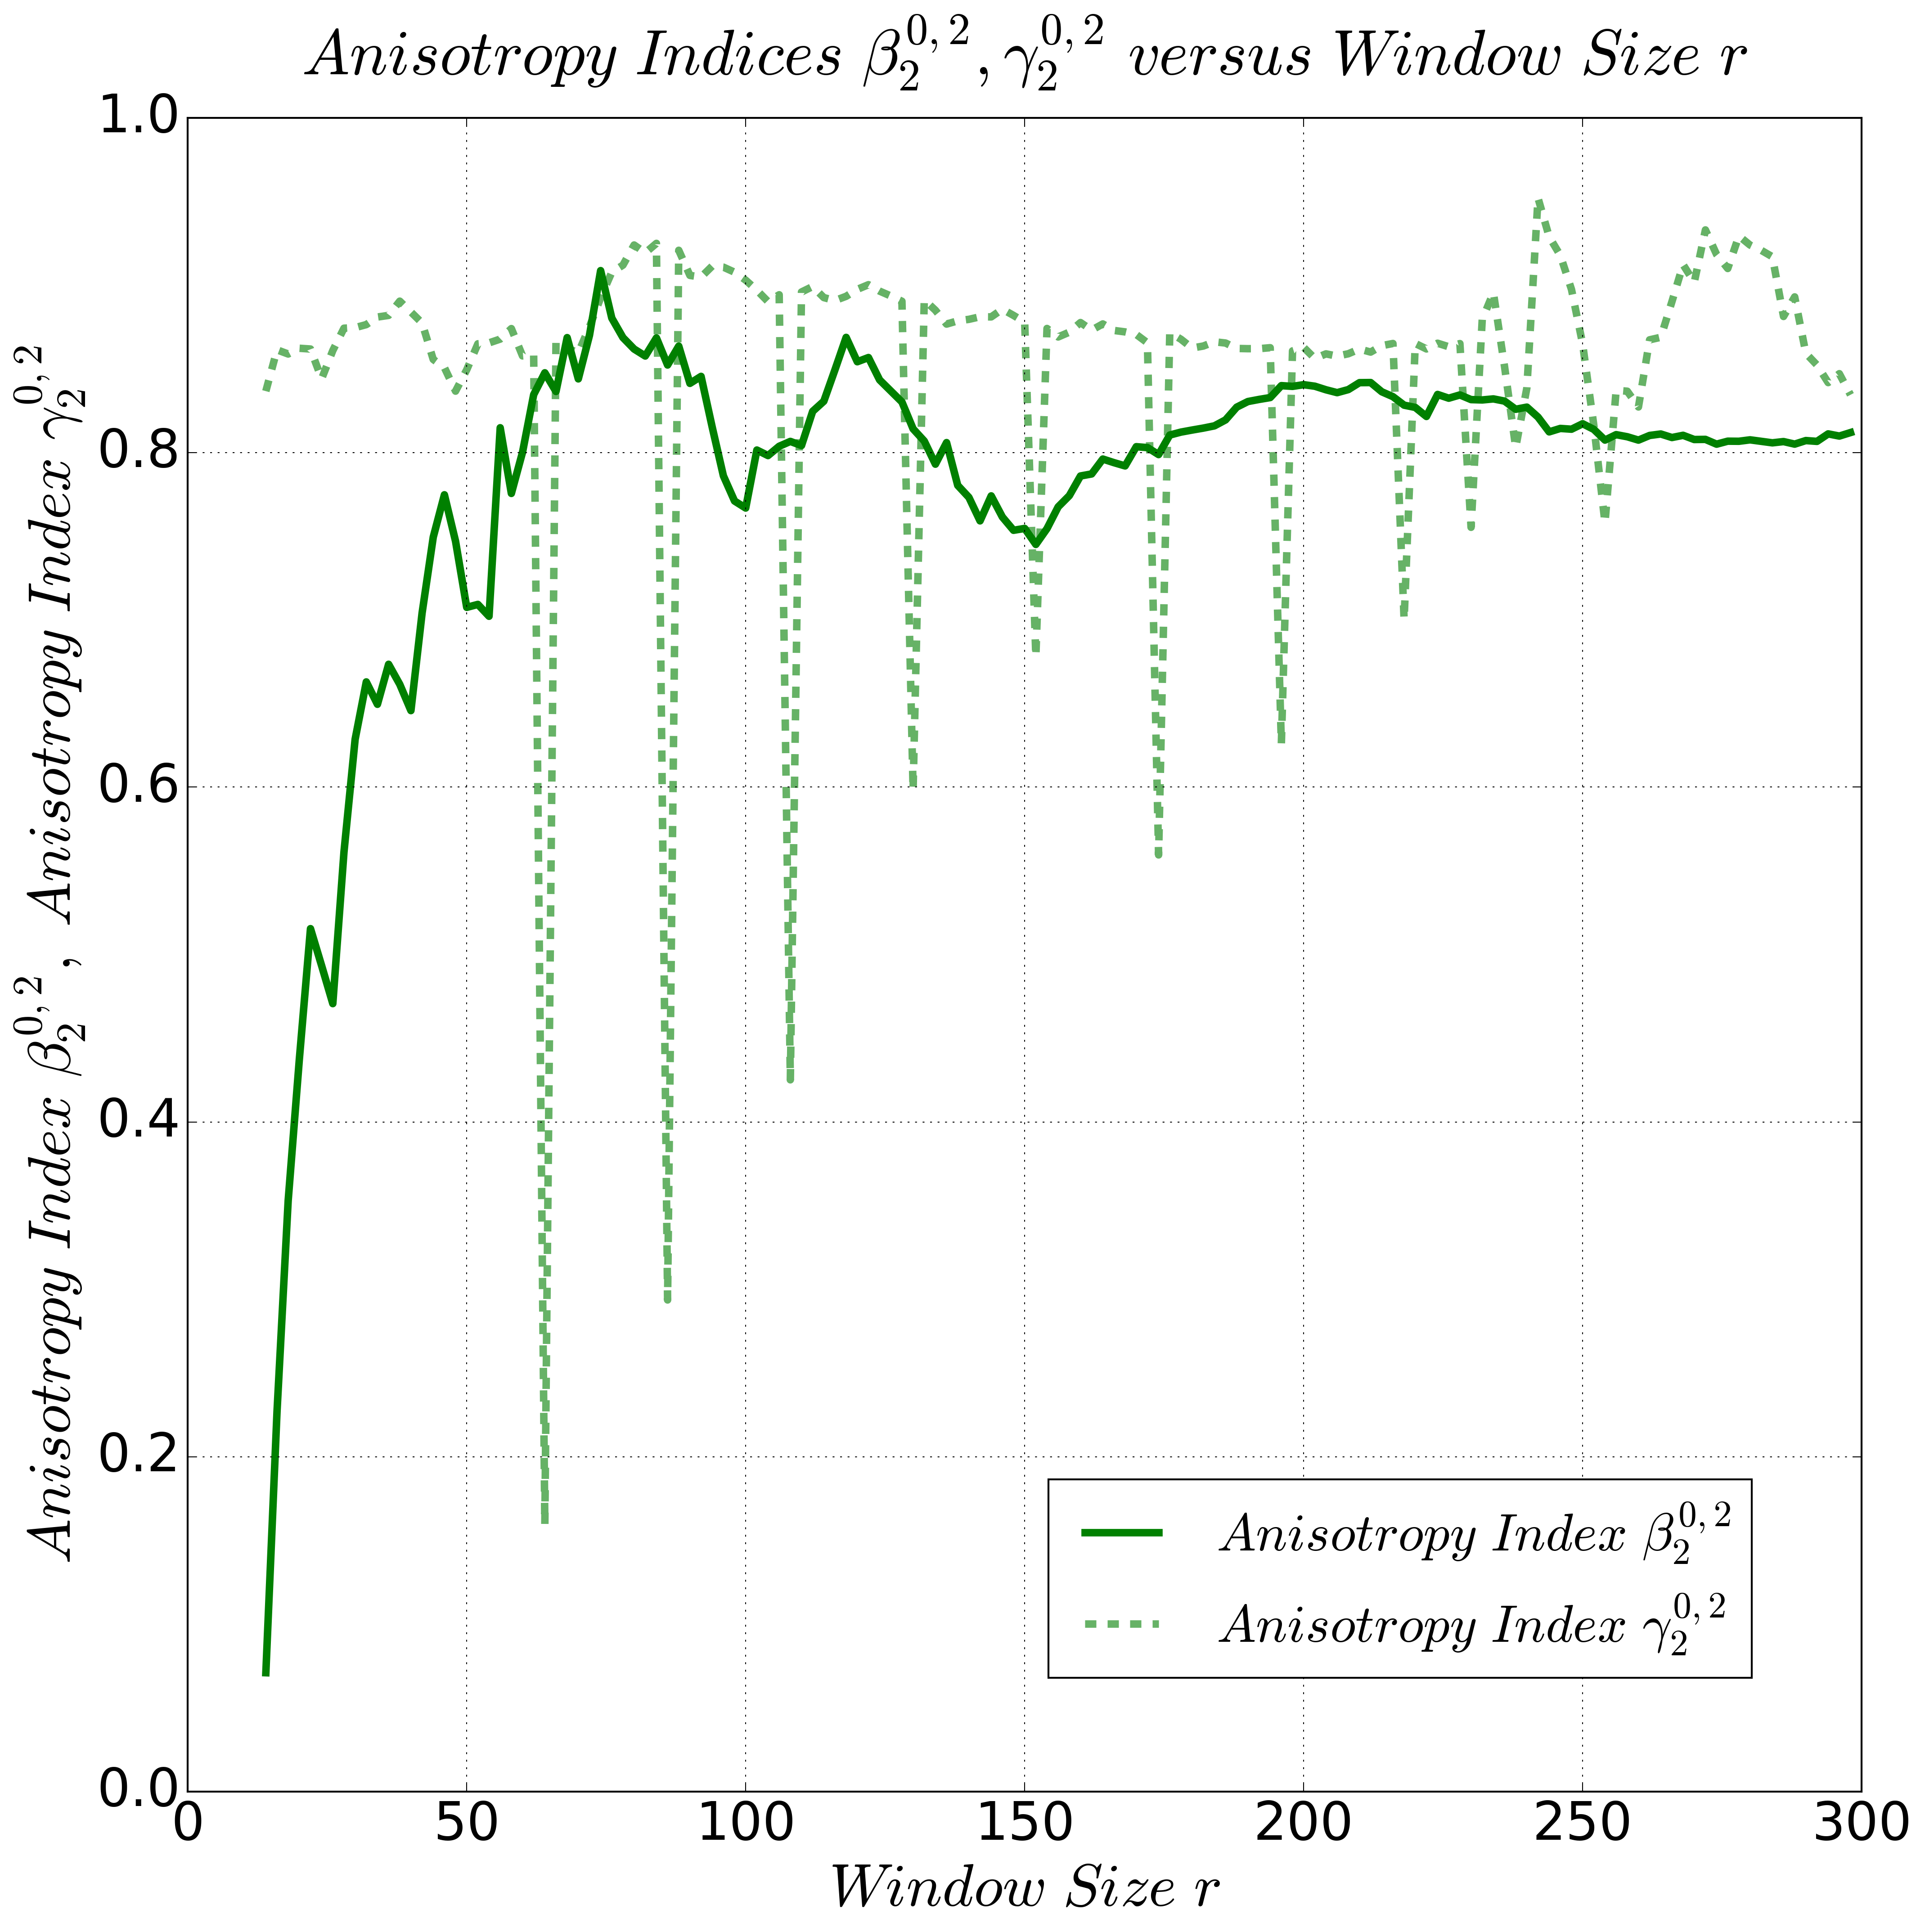 Anisotropy Indices β₂^{0,2}, γ₂^{0,2} versus Window Size r
Anisotropy Index β₂^{0,2}, Anisotropy Index γ₂^{0,2}
1.0
0.8
0.6
0.4
0.2
0.0
0 50 100 150 200 250 300
Window Size r
Anisotropy Index β₂^{0,2}
Anisotropy Index γ₂^{0,2}